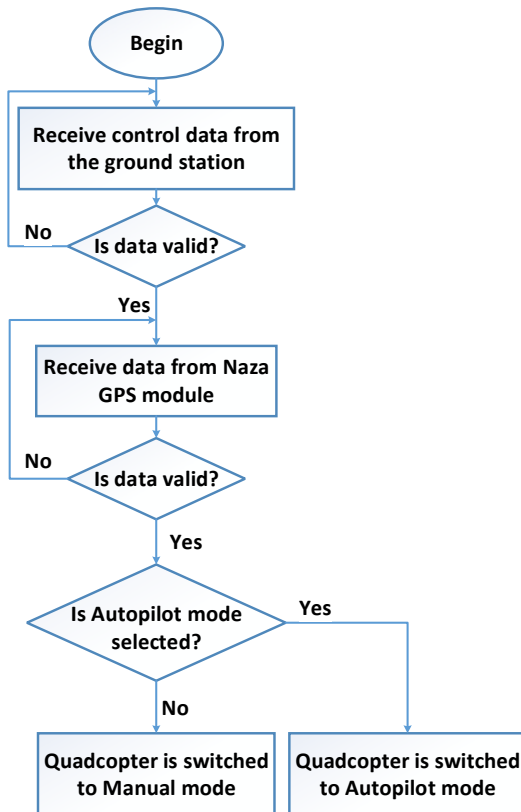 Begin
Receive control data from
the ground station
No
Is data valid?
Yes
Receive data from Naza
GPS module
No
Is data valid?
Yes
Is Autopilot mode
selected?
Yes
No
Quadcopter is switched
to Manual mode
Quadcopter is switched
to Autopilot mode